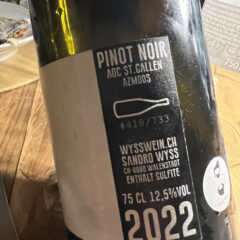 PINOT NOIR
AOC ST.GALLEN
AZMOOS
#418/733
WYSSWEIN.CH
SANDRO WYSS
CH-8880 WALENSTADT
ENTHÄLT SULFITE
75 CL 12,5%VOL
2022